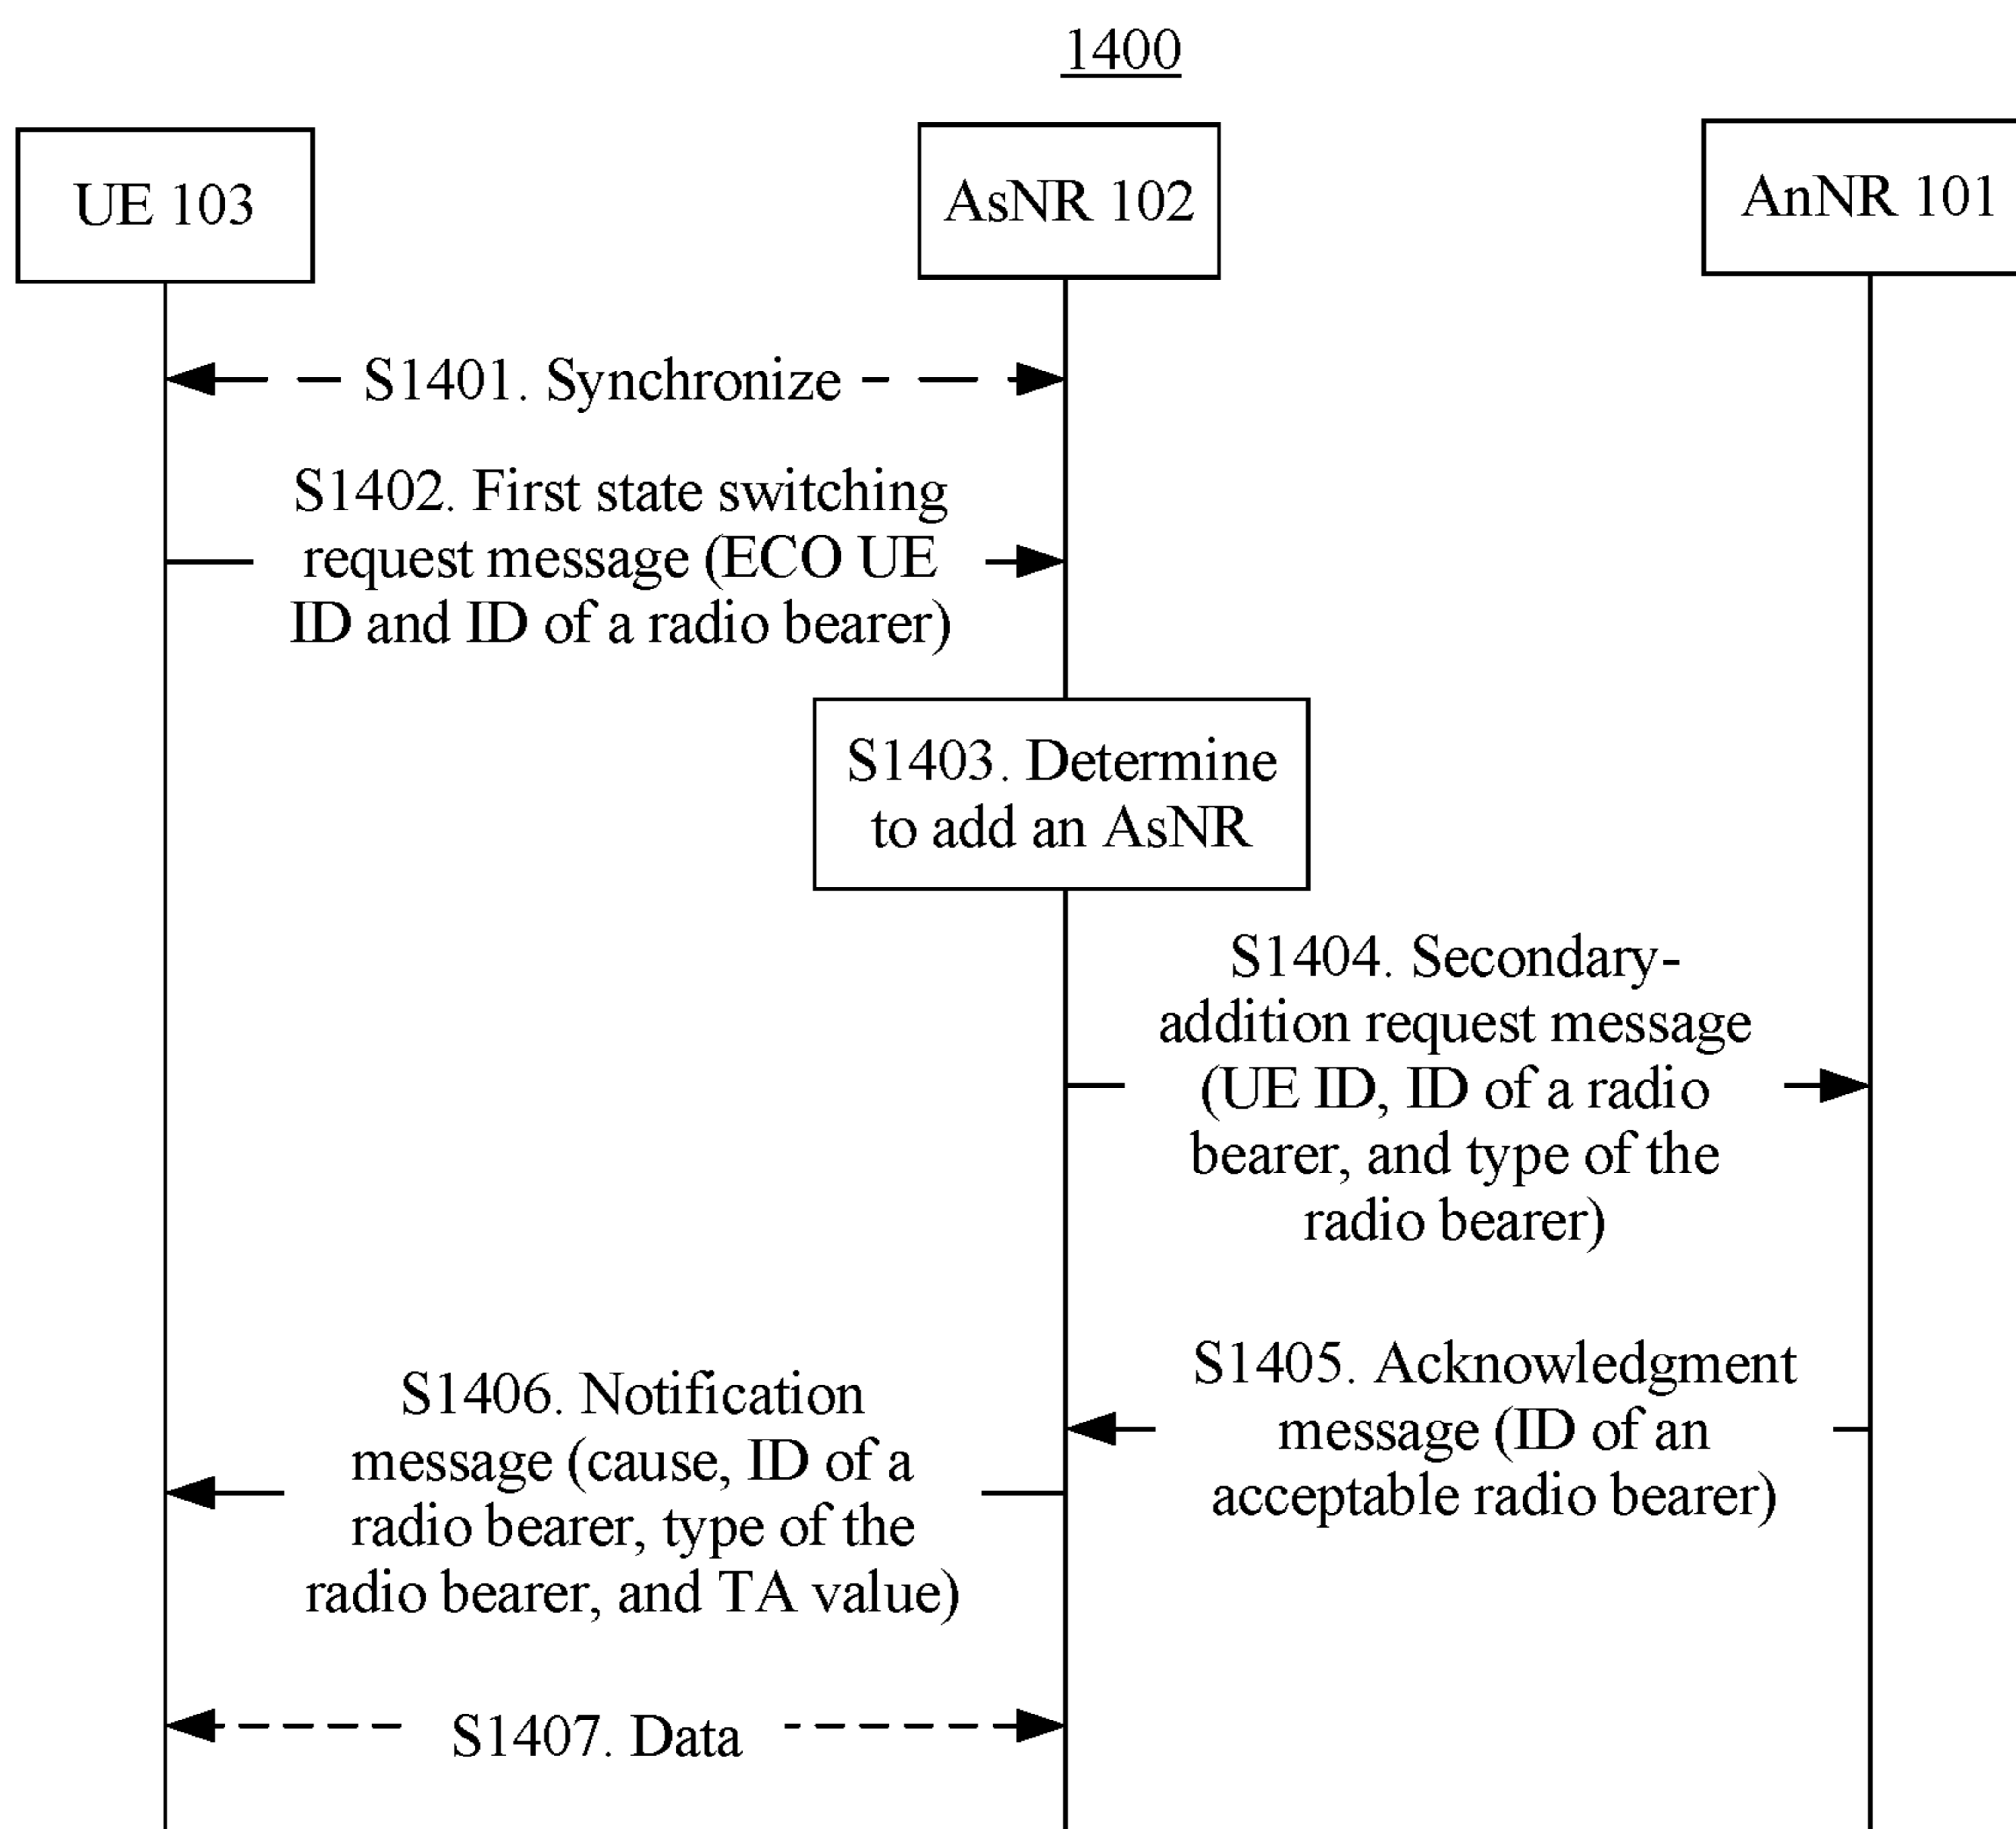 1400
UE 103
AsNR 102
AnNR 101
S1401. Synchronize
S1402. First state switching
request message (ECO UE
ID and ID of a radio bearer)
S1403. Determine
to add an AsNR
S1404. Secondary-
addition request message
(UE ID, ID of a radio
bearer, and type of the
radio bearer)
S1405. Acknowledgment
message (ID of an
acceptable radio bearer)
S1406. Notification
message (cause, ID of a
radio bearer, type of the
radio bearer, and TA value)
S1407. Data